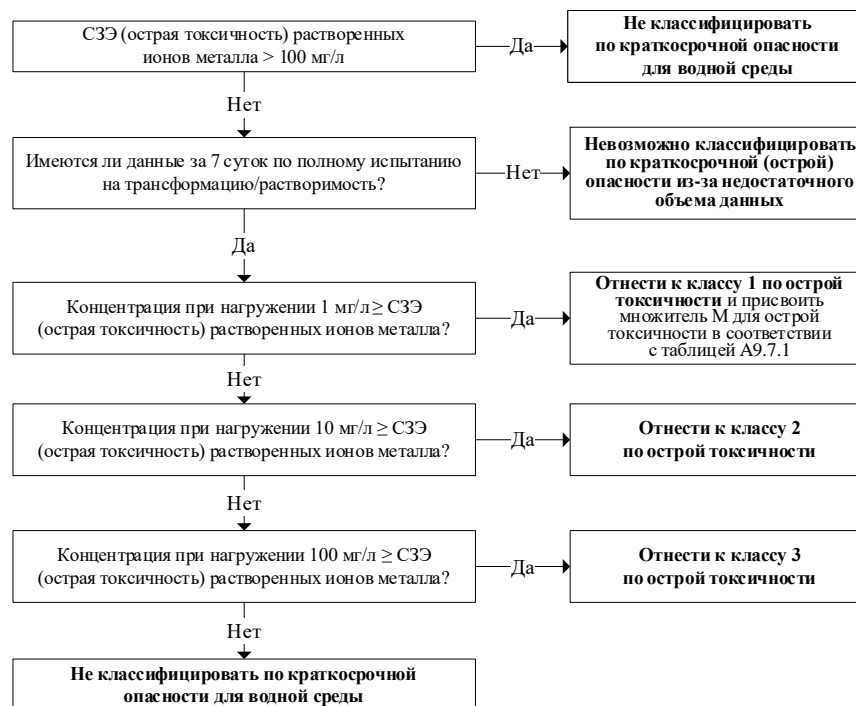 СЗЭ (острая токсичность) растворенных
ионов металла > 100 мг/л
Да
Не классифицировать
по краткосрочной опасности
для водной среды
Нет
Имеются ли данные за 7 суток по полному испытанию
на трансформацию/растворимость?
Нет
Невозможно классифицировать
по краткосрочной (острой)
опасности из-за недостаточного
объема данных
Да
Концентрация при нагружении 1 мг/л ≥ СЗЭ
(острая токсичность) растворенных ионов металла?
Да
Отнести к классу 1 по острой
токсичности и присвоить
множитель М для острой
токсичности в соответствии
с таблицей А9.7.1
Нет
Концентрация при нагружении 10 мг/л ≥ СЗЭ
(острая токсичность) растворенных ионов металла?
Да
Отнести к классу 2
по острой токсичности
Нет
Концентрация при нагружении 100 мг/л ≥ СЗЭ
(острая токсичность) растворенных ионов металла?
Да
Отнести к классу 3
по острой токсичности
Нет
Не классифицировать по краткосрочной
опасности для водной среды